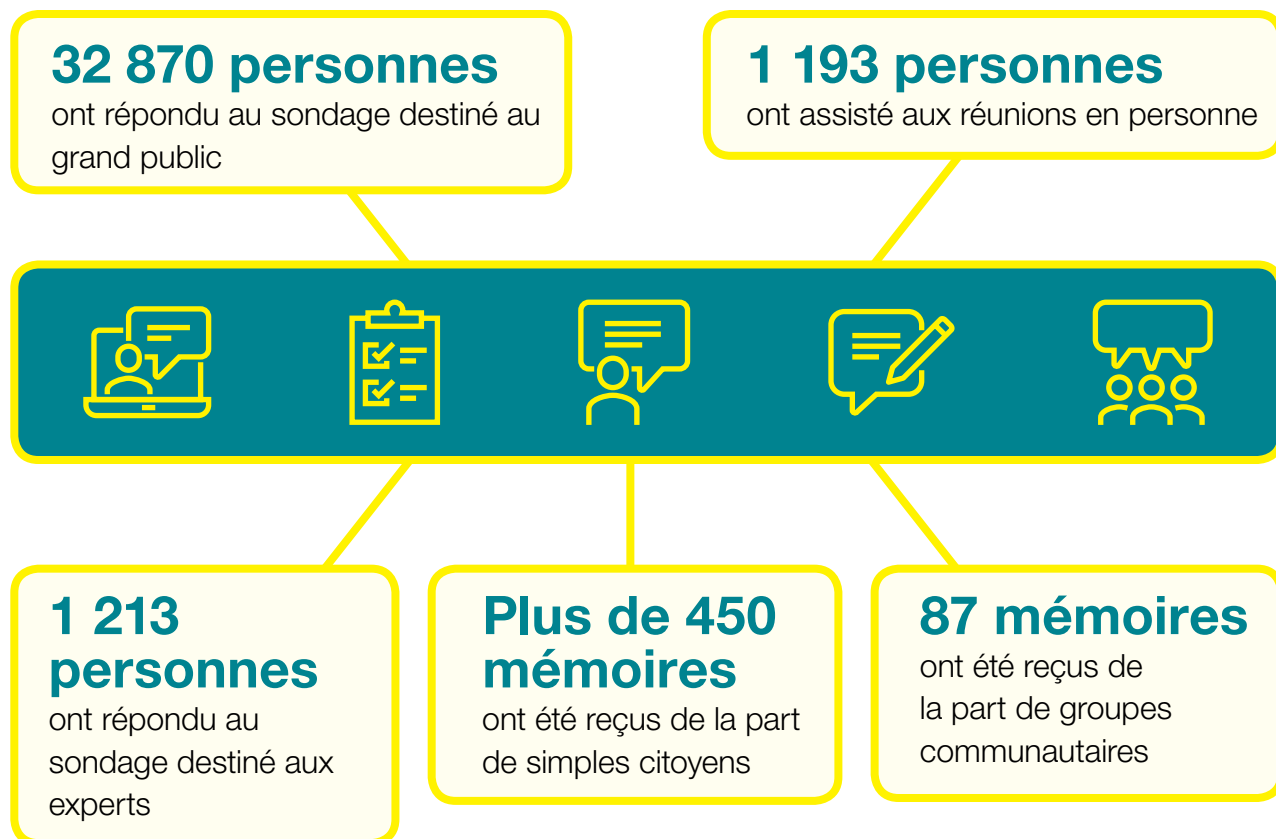 32 870 personnes
ont répondu au sondage destiné au
grand public
1 193 personnes
ont assisté aux réunions en personne
1 213
personnes
ont répondu au
sondage destiné aux
experts
Plus de 450
mémoires
ont été reçus de la part
de simples citoyens
87 mémoires
ont été reçus de
la part de groupes
communautaires